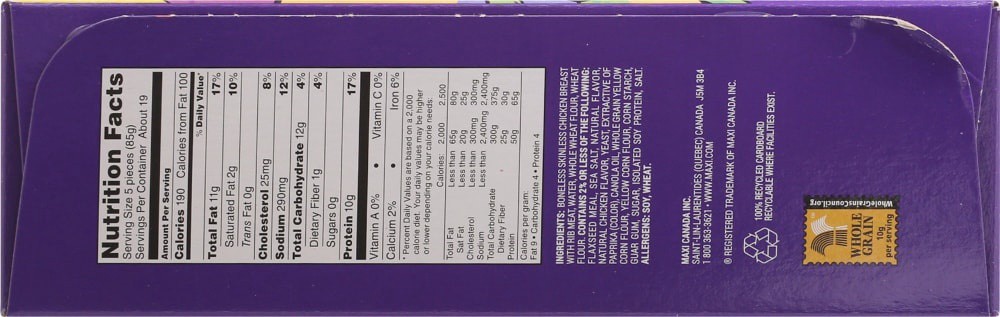 Nutrition Facts
Serving Size 5 pieces (85g)
Servings Per Container About 19
Amount Per Serving
Calories 190 Calories from Fat 100
% Daily Value*
Total Fat 11g 17%
Saturated Fat 2g 10%
Trans Fat 0g
Cholesterol 25mg 8%
Sodium 290mg 12%
Total Carbohydrate 12g 4%
Dietary Fiber 1g 4%
Sugars 0g
Protein 10g 17%
Vitamin A 0% • Vitamin C 0%
Calcium 2% • Iron 6%
* Percent Daily Values are based on a 2,000
calorie diet. Your daily values may be higher
or lower depending on your calorie needs:
Calories: 2,000 2,500
Total Fat Less than 65g 80g
Sat Fat Less than 20g 25g
Cholesterol Less than 300mg 300mg
Sodium Less than 2,400mg 2,400mg
Total Carbohydrate 300g 375g
Dietary Fiber 25g 30g
Protein 50g 65g
Calories per gram:
Fat 9 • Carbohydrate 4 • Protein 4
INGREDIENTS: BONELESS SKINLESS CHICKEN BREAST
WITH RIB MEAT, WATER, WHOLE WHEAT FLOUR, WHEAT
FLOUR. CONTAINS 2% OR LESS OF THE FOLLOWING:
FLAXSEED MEAL, SEA SALT, NATURAL FLAVOR,
NATURAL CHICKEN FLAVOR, YEAST, EXTRACTIVE OF
PAPRIKA (COLOR), CANOLA OIL, WHOLE GRAIN YELLOW
CORN FLOUR, YELLOW CORN FLOUR, CORN STARCH,
GUAR GUM, SUGAR, ISOLATED SOY PROTEIN, SALT.
ALLERGENS: SOY, WHEAT.
MAXI CANADA INC.
SAINT-LIN-LAURENTIDES (QUEBEC) CANADA J5M 3B4
1 800 363-3621 • WWW.MAXI.COM
® REGISTERED TRADEMARK OF MAXI CANADA INC.
100% RECYCLED CARDBOARD
RECYCLABLE WHERE FACILITIES EXIST.
WHOLE
GRAIN
10g
per serving
WholeGrainsCouncil.org